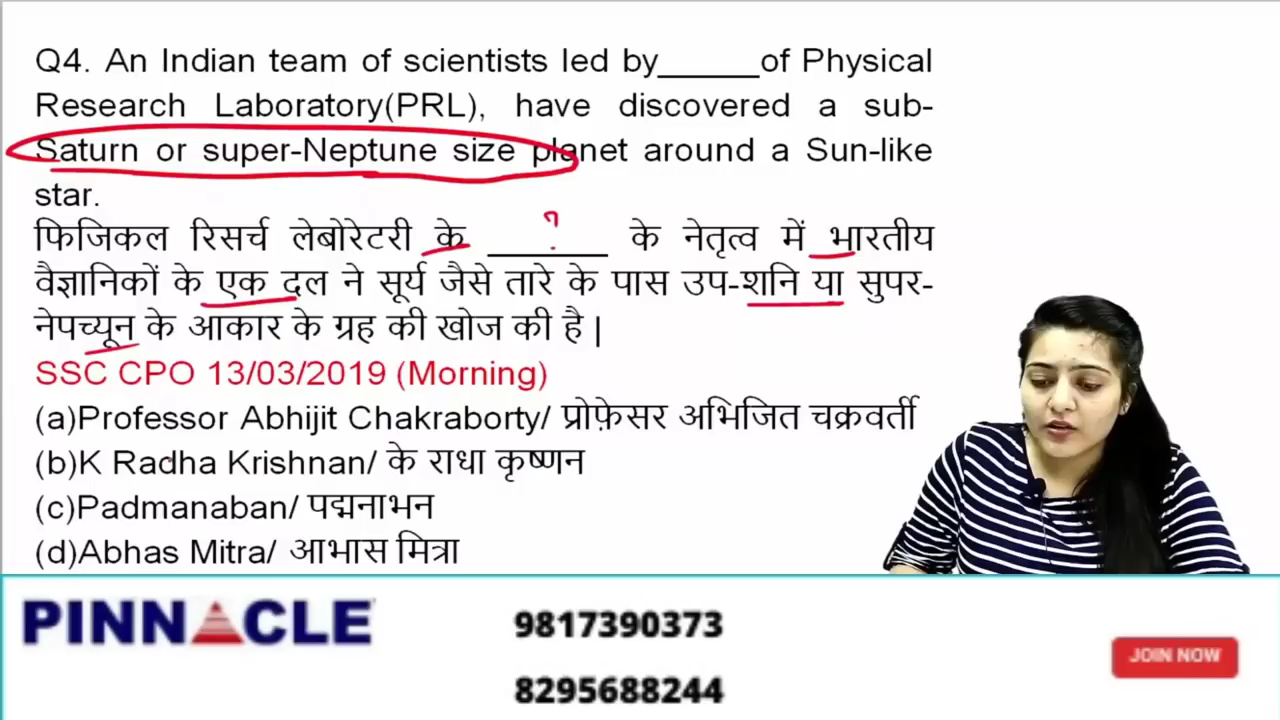 Q4. An Indian team of scientists led by______of Physical
Research Laboratory(PRL), have discovered a sub-
Saturn or super-Neptune size planet around a Sun-like
star.
फिजिकल रिसर्च लेबोरेटरी के _______ के नेतृत्व में भारतीय
?
वैज्ञानिकों के एक दल ने सूर्य जैसे तारे के पास उप-शनि या सुपर-
नेपच्यून के आकार के ग्रह की खोज की है |
SSC CPO 13/03/2019 (Morning)
(a)Professor Abhijit Chakraborty/ प्रोफ़ेसर अभिजित चक्रवर्ती
(b)K Radha Krishnan/ के राधा कृष्णन
(c)Padmanaban/ पद्मनाभन
(d)Abhas Mitra/ आभास मित्रा
PINNACLE
9817390373
8295688244
JOIN NOW